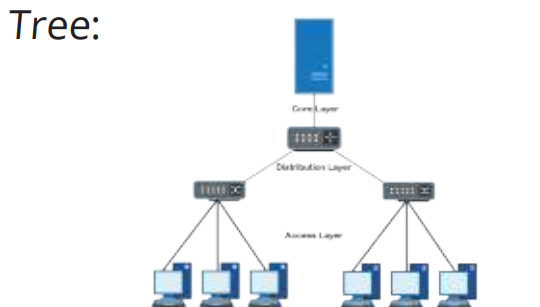 Tree:
Core Layer
Distribution Layer
Access Layer